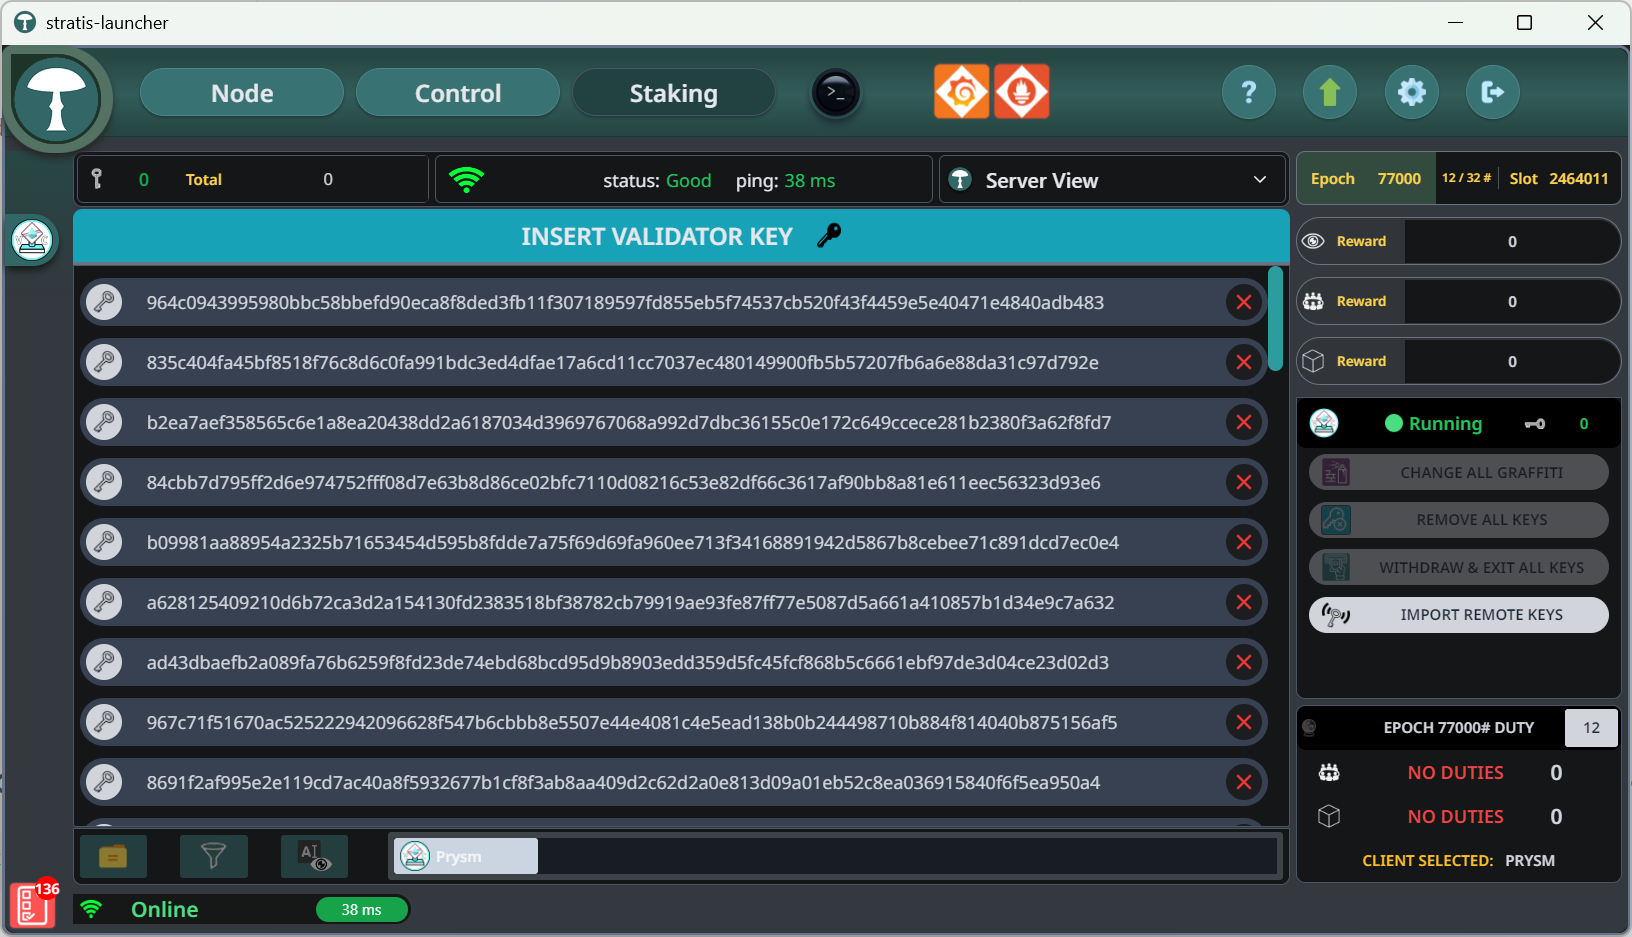 stratis-launcher
Node
Control
Staking
>_
?
0 Total 0
status: Good ping: 38 ms
Server View
Epoch 77000 12 / 32 # Slot 2464011
INSERT VALIDATOR KEY
Reward 0
Reward 0
Reward 0
964c0943995980bbc58bbefd90eca8f8ded3fb11f307189597fd855eb5f74537cb520f43f4459e5e40471e4840adb483
835c404fa45bf8518f76c8d6c0fa991bdc3ed4dfae17a6cd11cc7037ec480149900fb5b57207fb6a6e88da31c97d792e
b2ea7aef358565c6e1a8ea20438dd2a6187034d3969767068a992d7dbc36155c0e172c649ccece281b2380f3a62f8fd7
84cbb7d795ff2d6e974752fff08d7e63b8d86ce02bfc7110d08216c53e82df66c3617af90bb8a81e611eec56323d93e6
b09981aa88954a2325b71653454d595b8fdde7a75f69d69fa960ee713f34168891942d5867b8cebee71c891dcd7ec0e4
a628125409210d6b72ca3d2a154130fd2383518bf38782cb79919ae93fe87ff77e5087d5a661a410857b1d34e9c7a632
ad43dbaefb2a089fa76b6259f8fd23de74ebd68bcd95d9b8903edd359d5fc45fcf868b5c6661ebf97de3d04ce23d02d3
967c71f51670ac525222942096628f547b6cbbb8e5507e44e4081c4e5ead138b0b244498710b884f814040b875156af5
8691f2af995e2e119cd7ac40a8f5932677b1cf8f3ab8aa409d2c62d2a0e813d09a01eb52c8ea036915840f6f5ea950a4
Running 0
CHANGE ALL GRAFFITI
REMOVE ALL KEYS
WITHDRAW & EXIT ALL KEYS
IMPORT REMOTE KEYS
EPOCH 77000# DUTY 12
NO DUTIES 0
NO DUTIES 0
CLIENT SELECTED: PRYSM
AI
Prysm
136
Online
38 ms